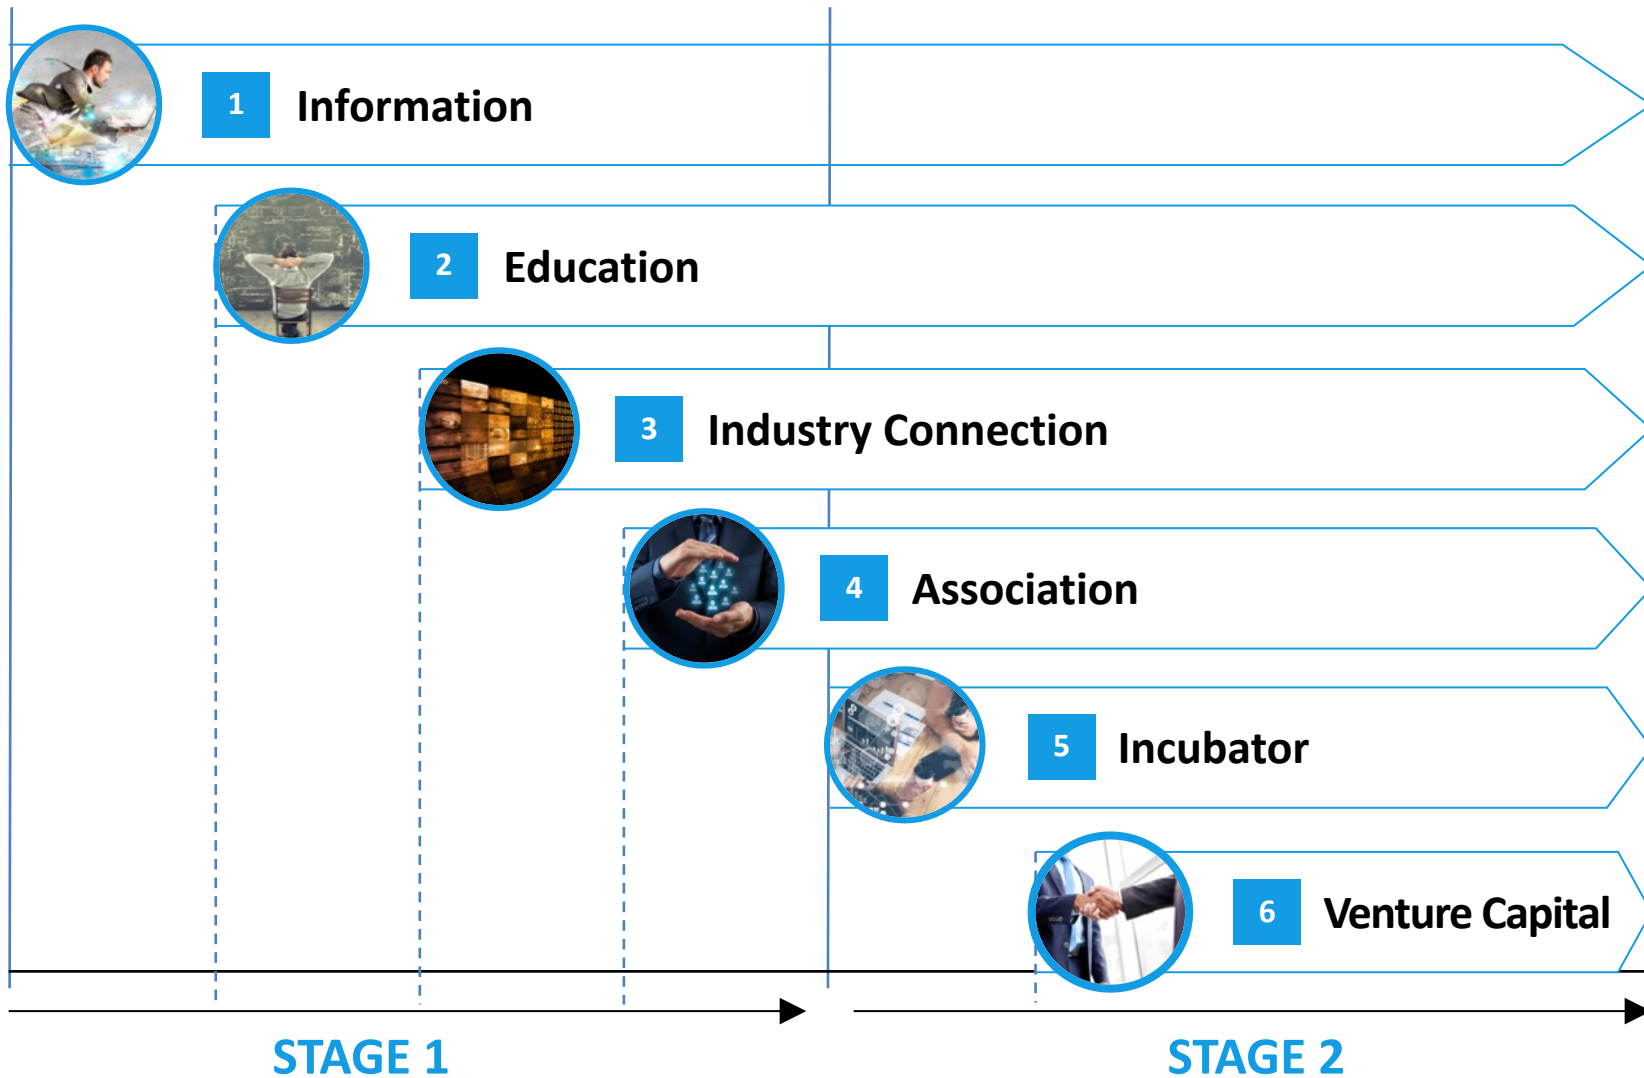 1 Information
2 Education
3 Industry Connection
4 Association
5 Incubator
6 Venture Capital
STAGE 1 STAGE 2